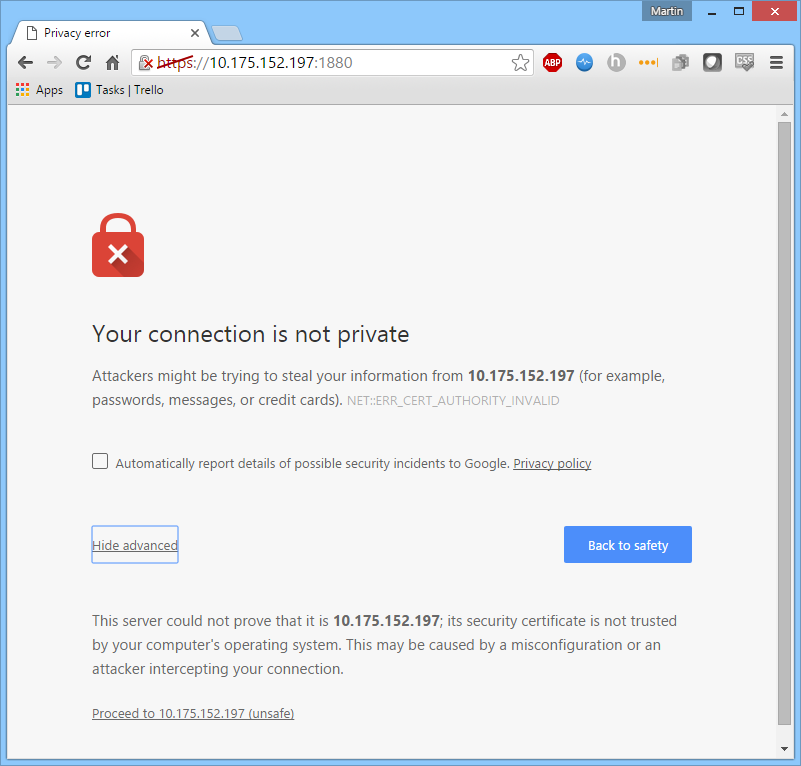 Martin
Privacy error
https://10.175.152.197:1880
ABP
h
CSC
Apps
Tasks | Trello
Your connection is not private
Attackers might be trying to steal your information from 10.175.152.197 (for example,
passwords, messages, or credit cards). NET::ERR_CERT_AUTHORITY_INVALID
Automatically report details of possible security incidents to Google. Privacy policy
Hide advanced
Back to safety
This server could not prove that it is 10.175.152.197; its security certificate is not trusted
by your computer's operating system. This may be caused by a misconfiguration or an
attacker intercepting your connection.
Proceed to 10.175.152.197 (unsafe)